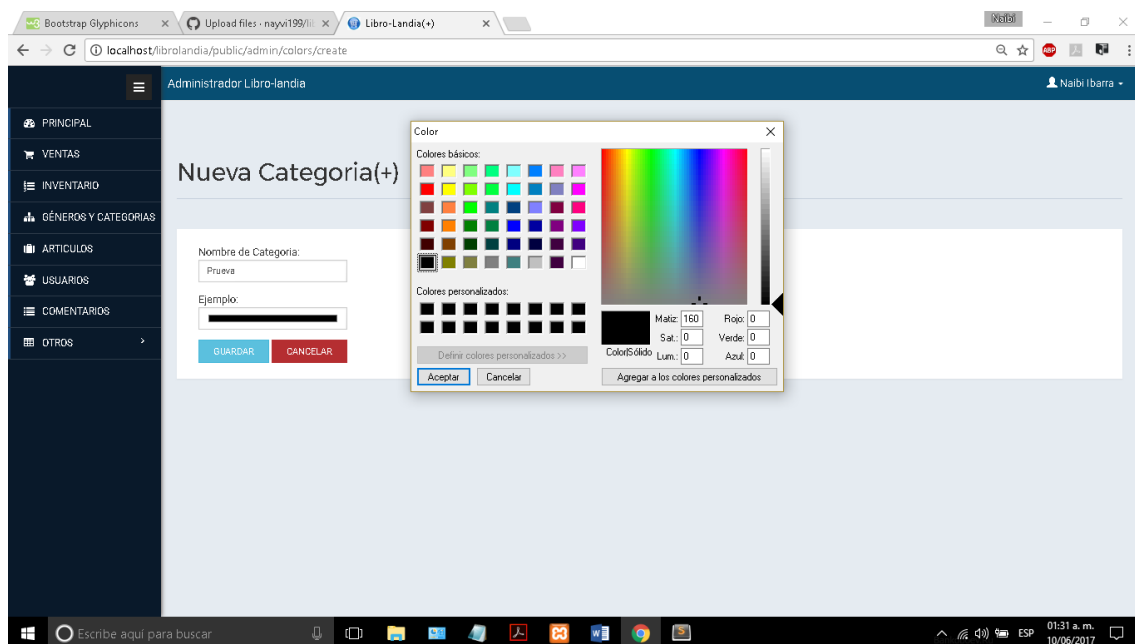 Bootstrap Glyphicons
Upload files · nayvi199/li
Libro-Landia(+)
Naibi
localhost/librolandia/public/admin/colors/create
ABP
Administrador Libro-landia
Naibi Ibarra
PRINCIPAL
VENTAS
INVENTARIO
GÉNEROS Y CATEGORIAS
ARTICULOS
USUARIOS
COMENTARIOS
OTROS
Nueva Categoria(+)
Nombre de Categoria:
Prueva
Ejemplo:
GUARDAR CANCELAR
Color
Colores básicos:
Colores personalizados:
Definir colores personalizados >>
Aceptar Cancelar
Color|Sólido
Matiz: 160 Rojo: 0
Sat.: 0 Verde: 0
Lum.: 0 Azul: 0
Agregar a los colores personalizados
Escribe aquí para buscar
ESP
01:31 a. m.
10/06/2017